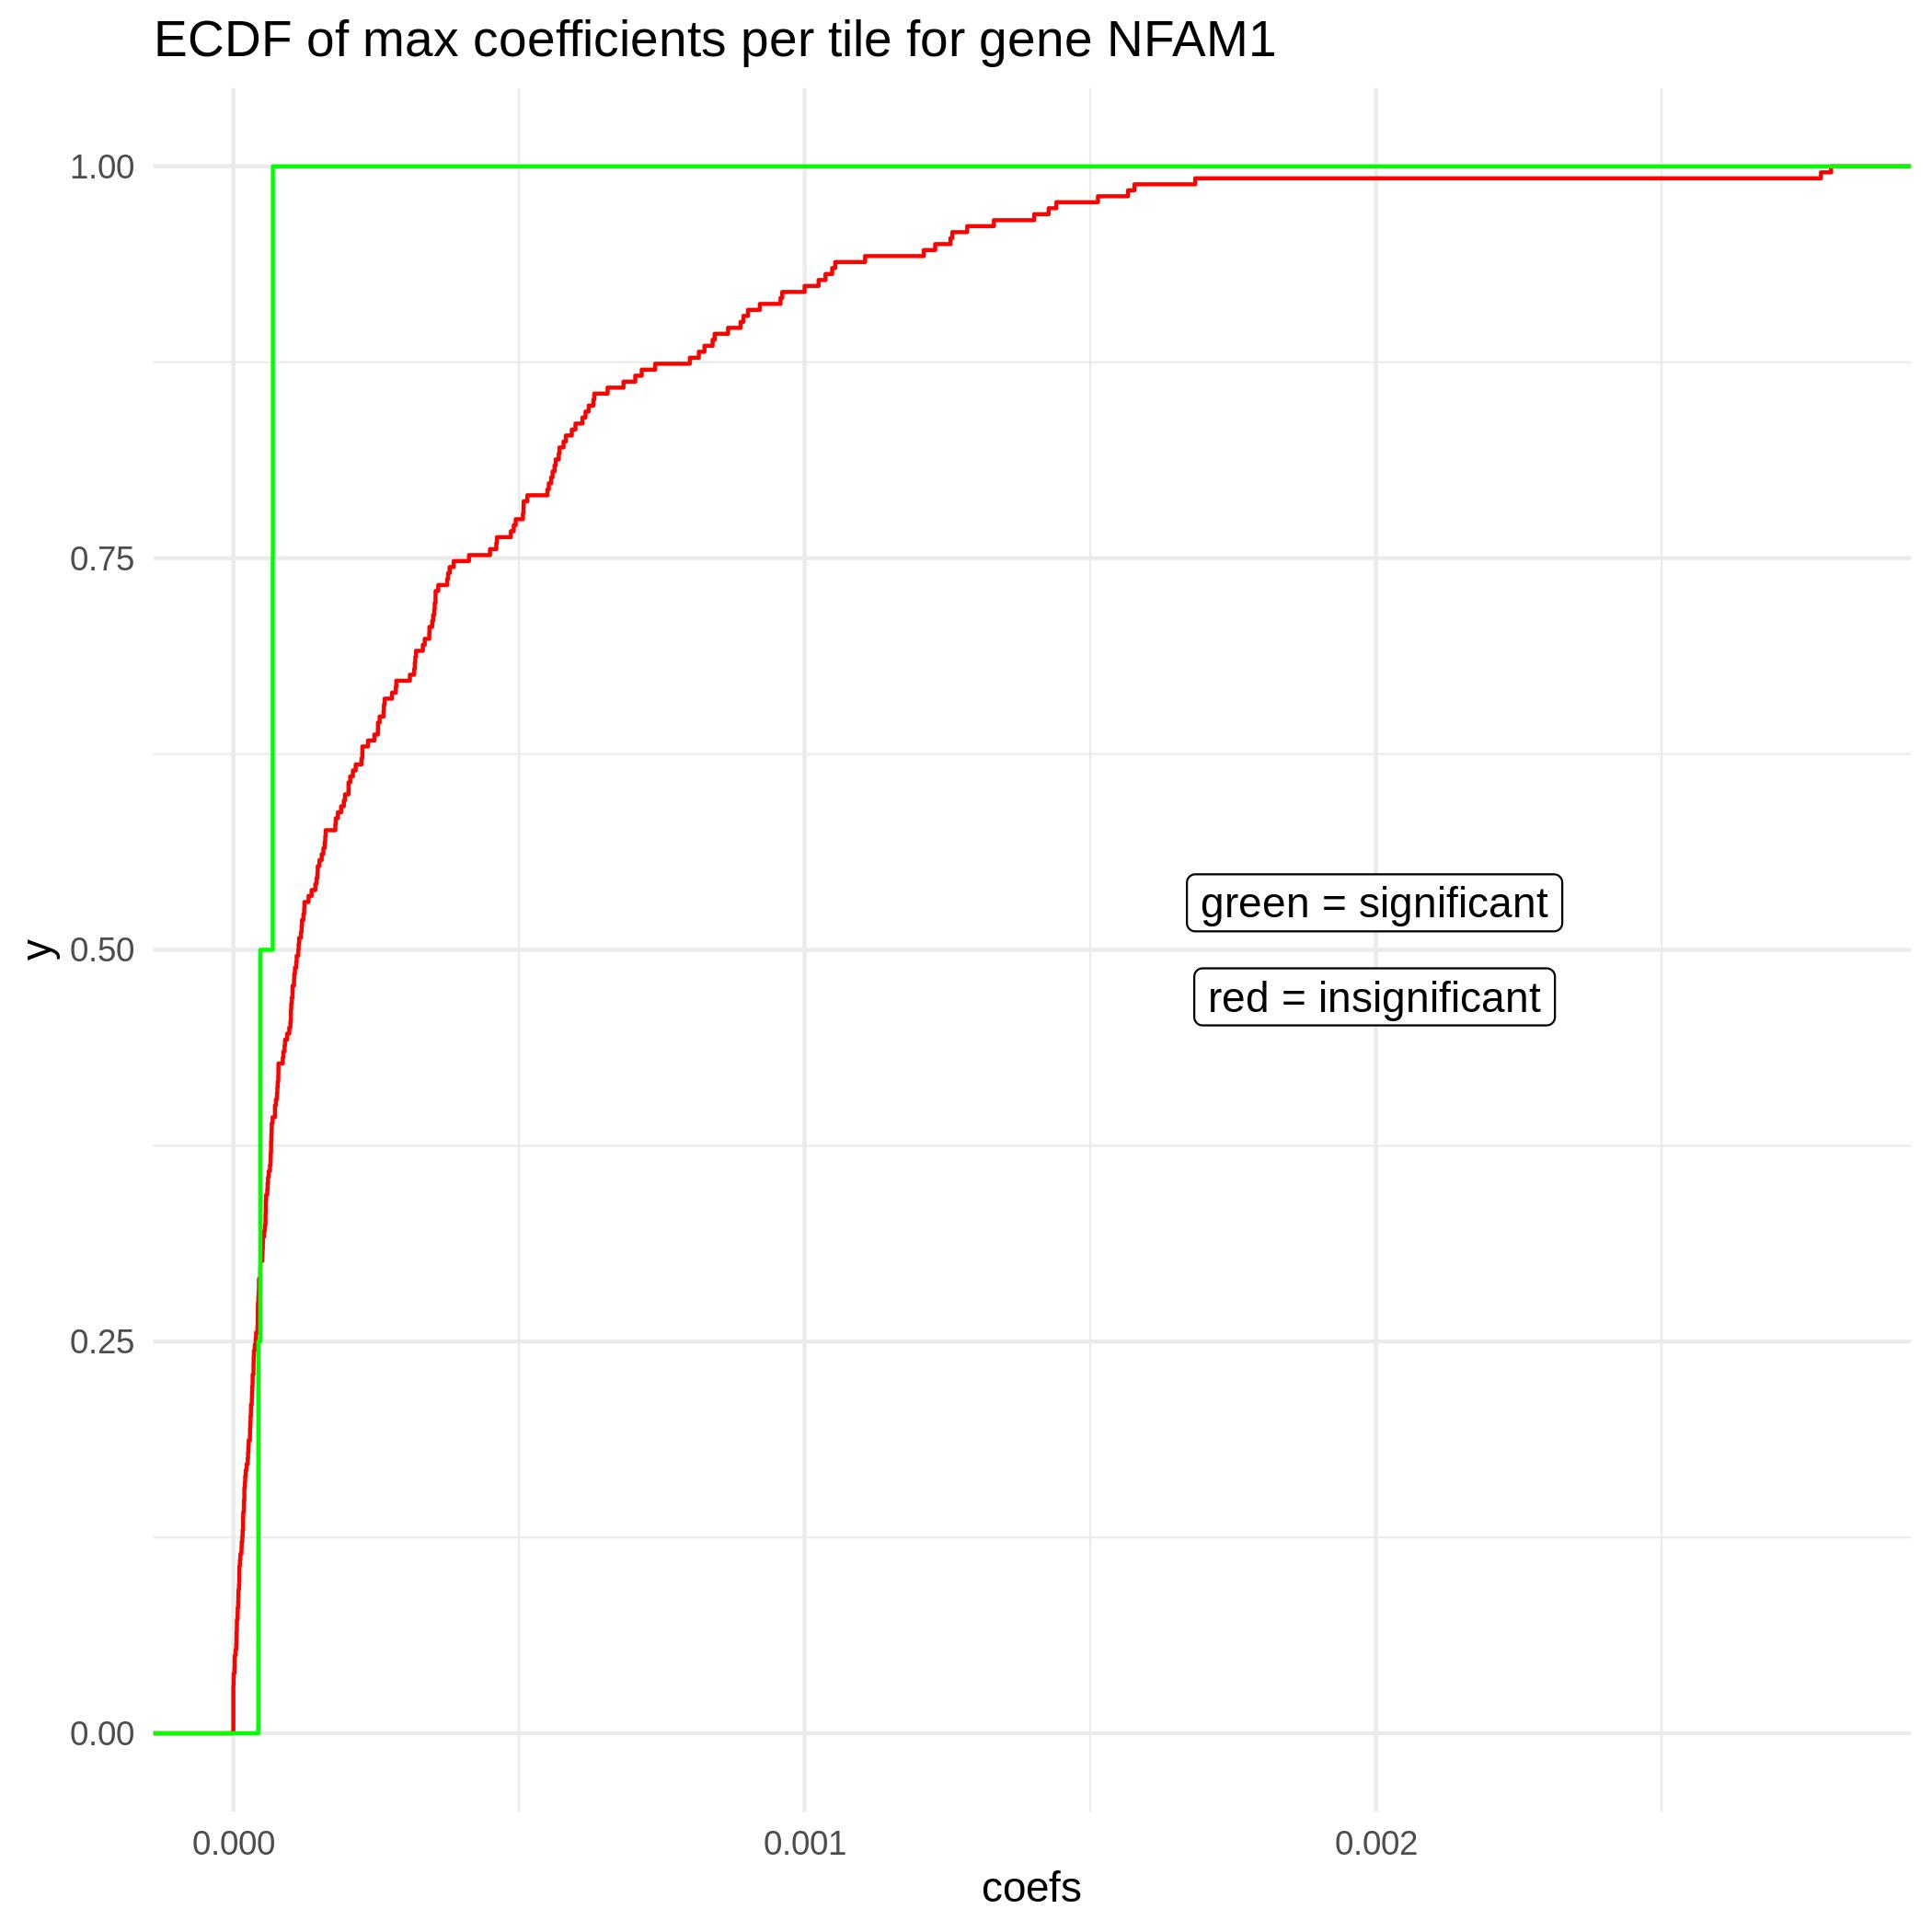 ECDF of max coefficients per tile for gene NFAM1
1.00
0.75
0.50
0.25
0.00
y
green = significant
red = insignificant
0.000
0.001
0.002
coefs